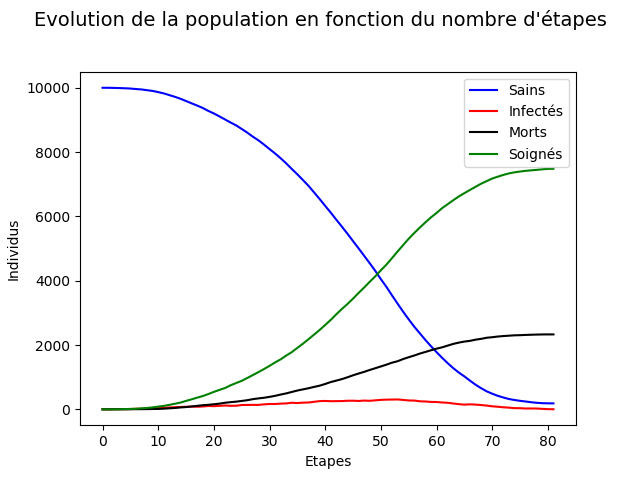 Evolution de la population en fonction du nombre d'étapes
Sains
Infectés
Morts
Soignés
10000
8000
6000
4000
2000
0
Individus
0 10 20 30 40 50 60 70 80
Etapes